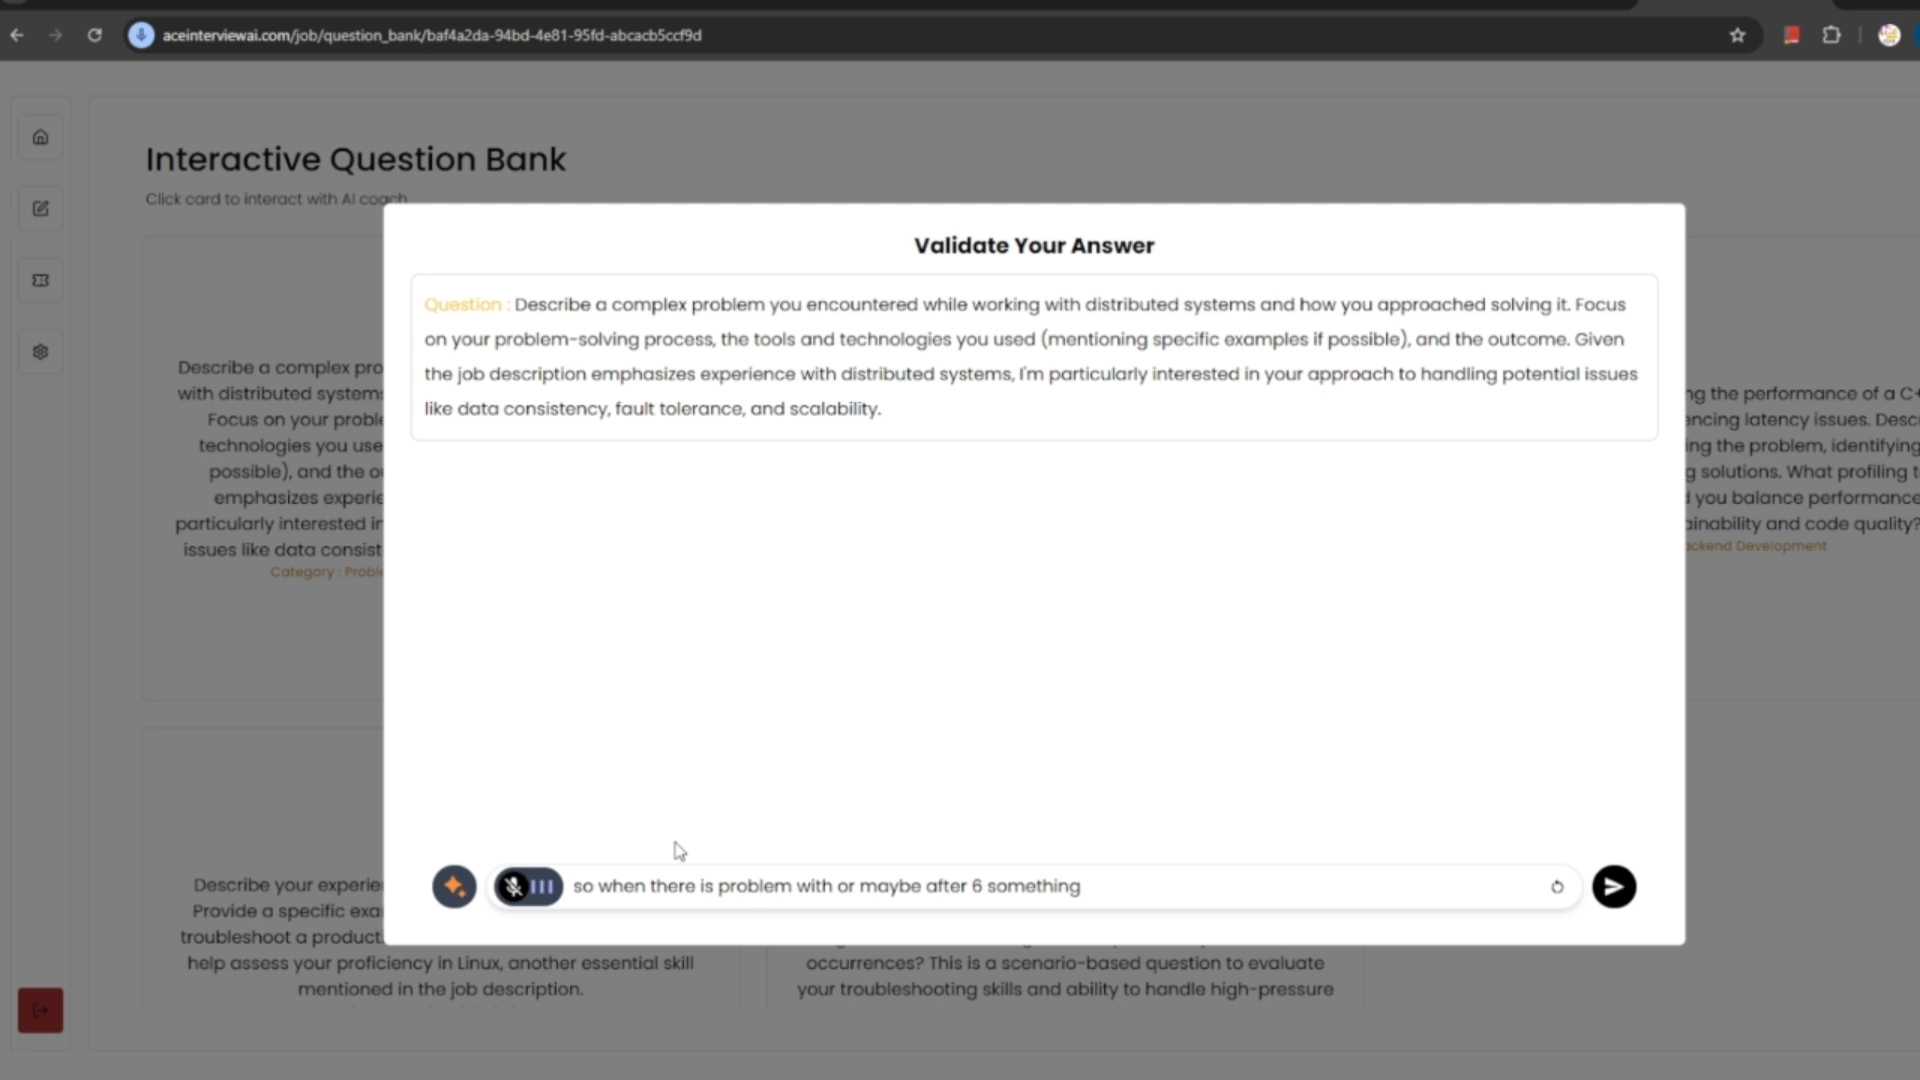 aceinterviewai.com/job/question_bank/baf4a2da-94bd-4e81-95fd-abcacb5ccf9d
Interactive Question Bank
Click card to interact with AI coach
Validate Your Answer
Question : Describe a complex problem you encountered while working with distributed systems and how you approached solving it. Focus
on your problem-solving process, the tools and technologies you used (mentioning specific examples if possible), and the outcome. Given
the job description emphasizes experience with distributed systems, I'm particularly interested in your approach to handling potential issues
like data consistency, fault tolerance, and scalability.
Describe a complex pro
with distributed systems
Focus on your proble
technologies you use
possible), and the o
emphasizes experie
particularly interested in
issues like data consist
Category : Proble
ng the performance of a C+
encing latency issues. Desc
ing the problem, identifying
g solutions. What profiling t
d you balance performance
ainability and code quality?
ackend Development
so when there is problem with or maybe after 6 something
Describe your experie
Provide a specific exa
troubleshoot a product
help assess your proficiency in Linux, another essential skill
mentioned in the job description.
occurrences? This is a scenario-based question to evaluate
your troubleshooting skills and ability to handle high-pressure